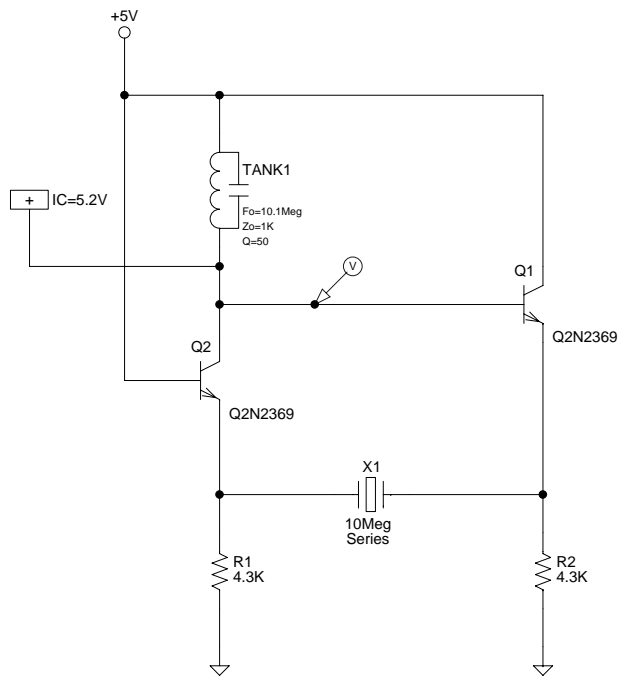 +5V
TANK1
Fo=10.1Meg
Zo=1K
Q=50
+ IC=5.2V
V
Q1
Q2N2369
Q2
Q2N2369
X1
10Meg
Series
R1
4.3K
R2
4.3K